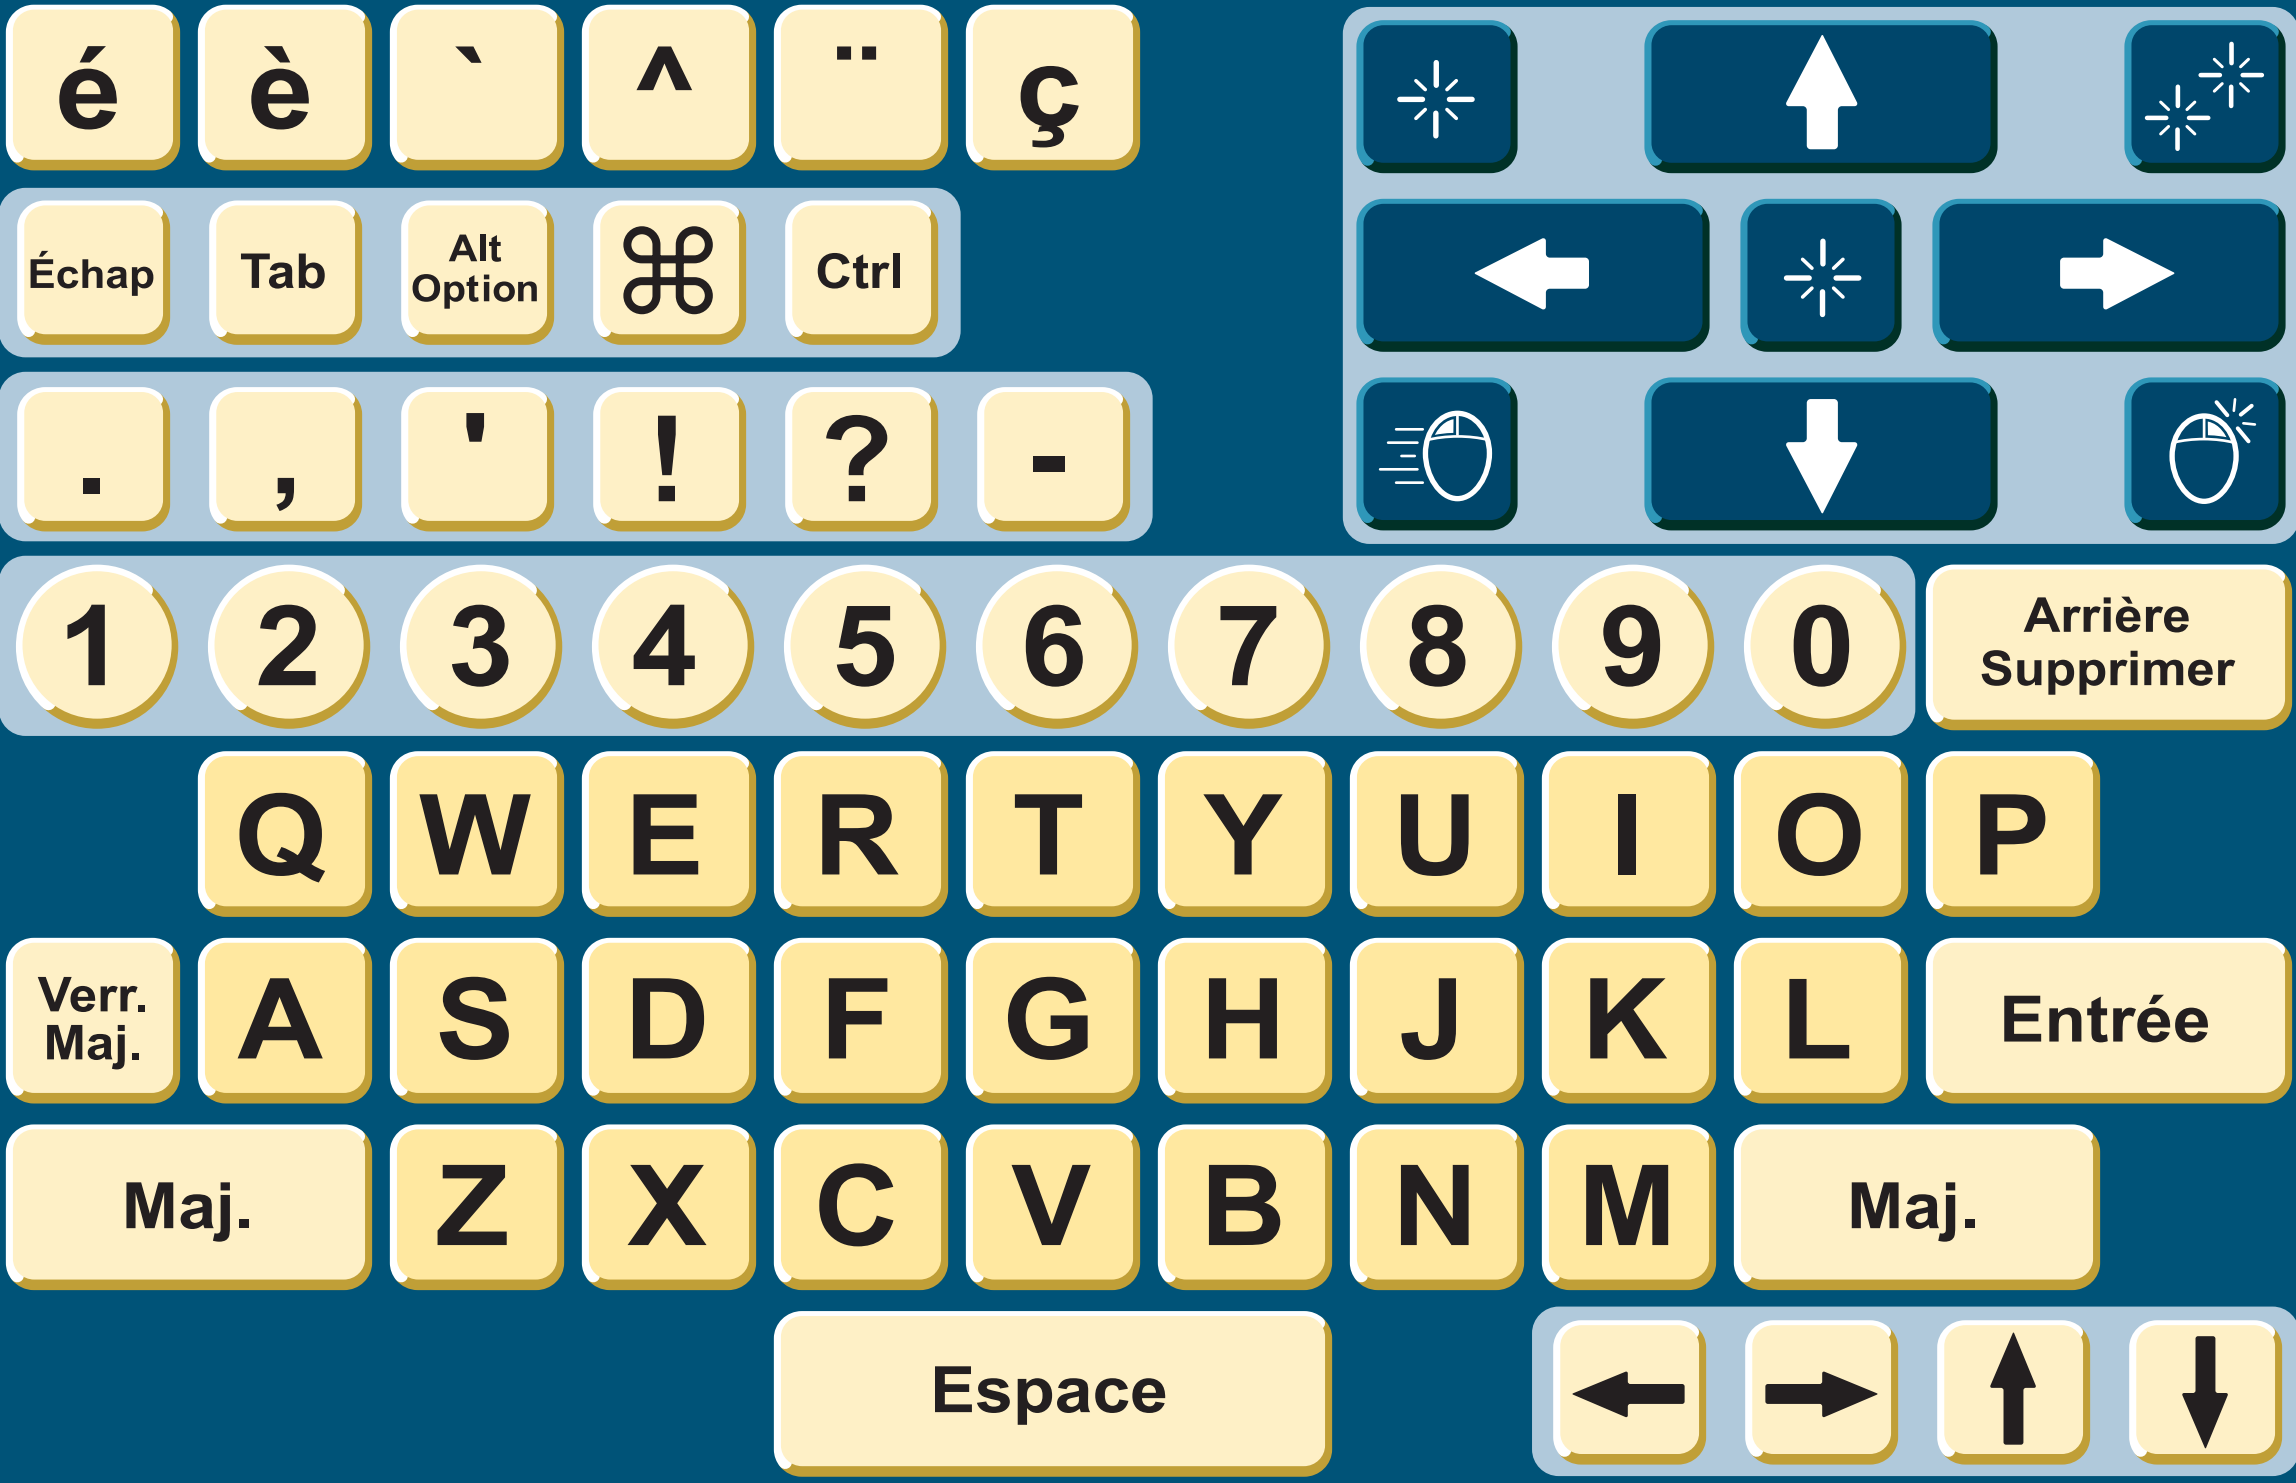 é è ` ^ ¨ ç
Échap Tab Alt Option ⌘ Ctrl
. , ' ! ? -
1 2 3 4 5 6 7 8 9 0 Arrière Supprimer
Q W E R T Y U I O P
Verr. Maj. A S D F G H J K L Entrée
Maj. Z X C V B N M Maj.
Espace